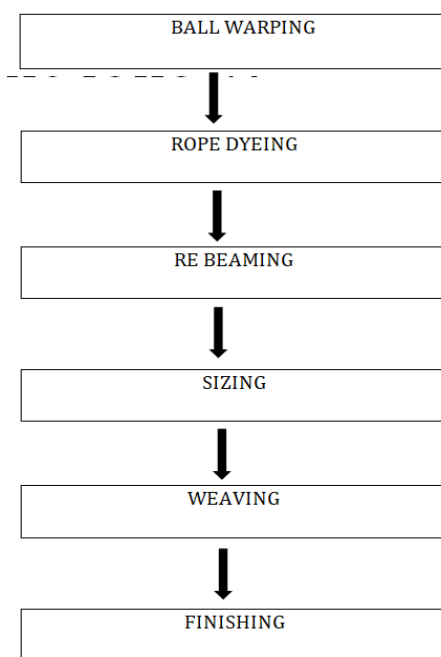 BALL WARPING
ROPE DYEING
RE BEAMING
SIZING
WEAVING
FINISHING